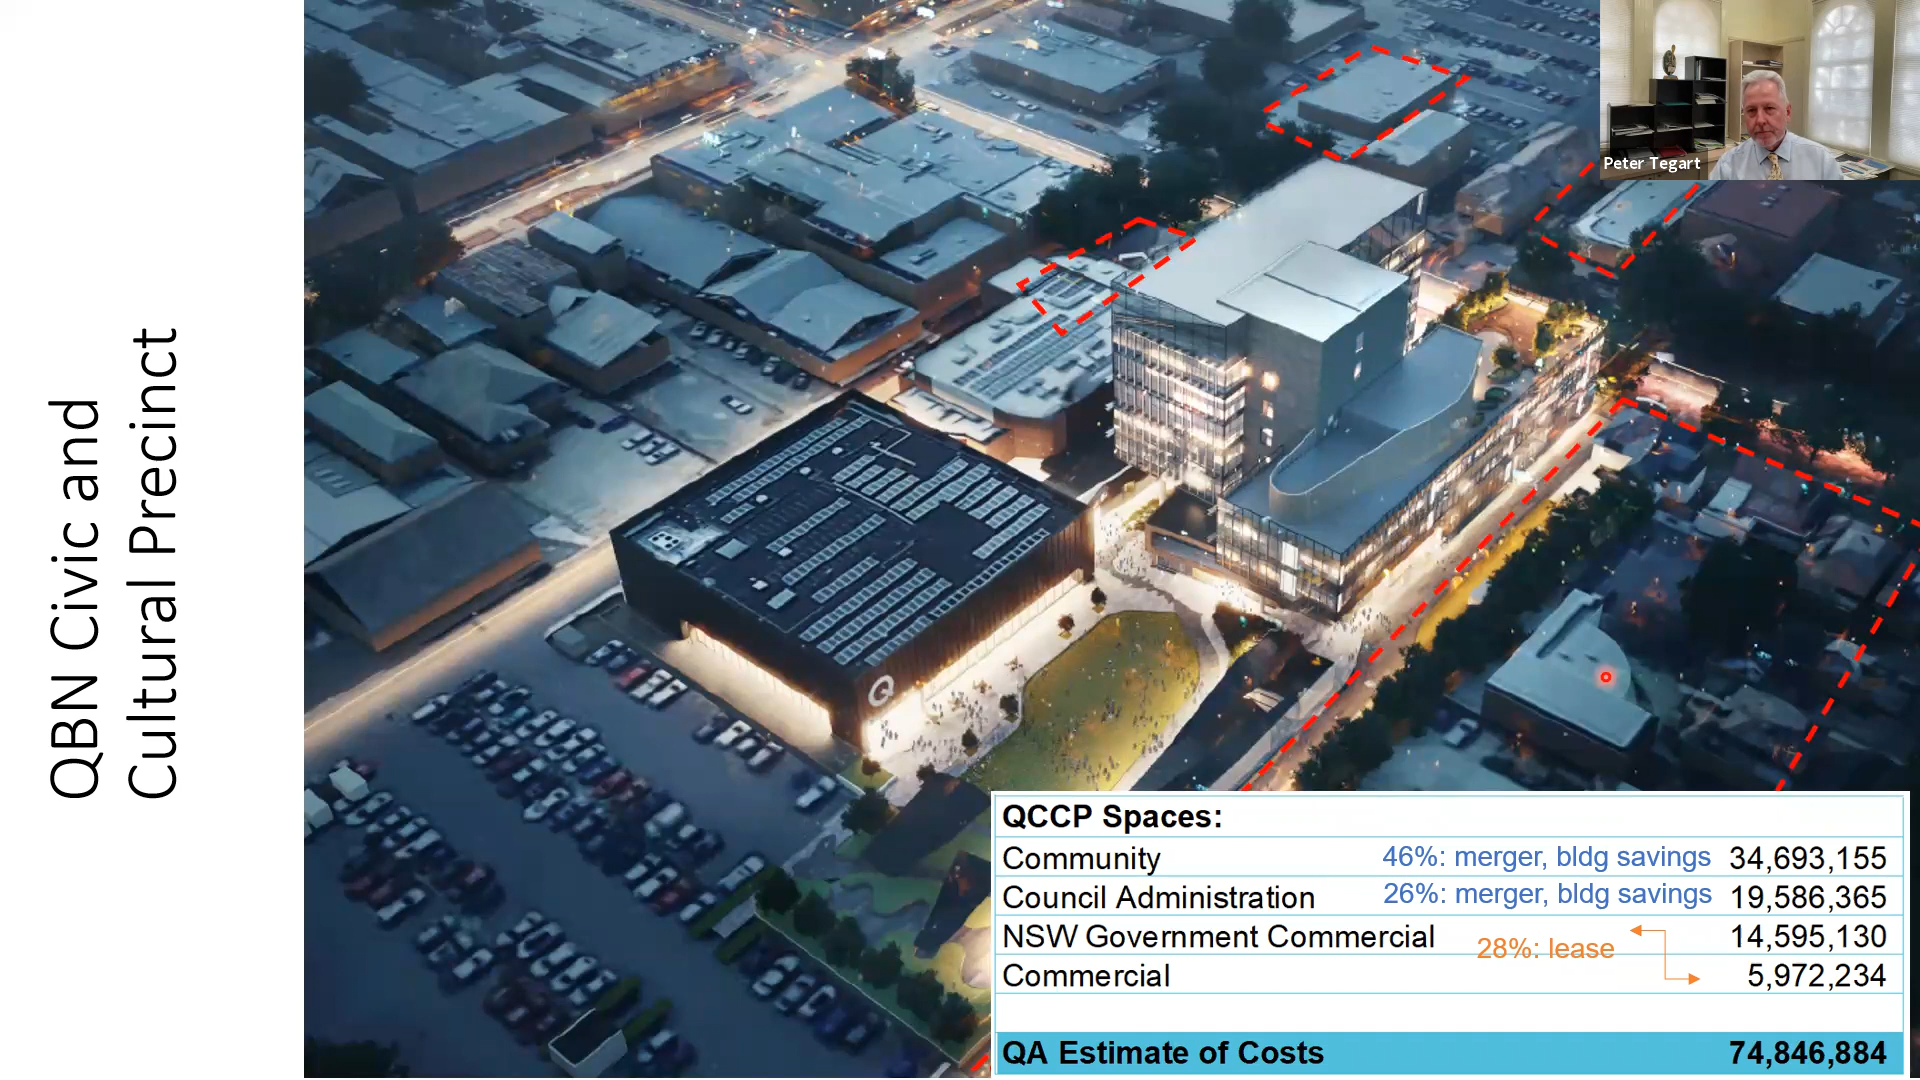 QBN Civic and
Cultural Precinct
Peter Tegart
Q
QCCP Spaces:
Community 46%: merger, bldg savings 34,693,155
Council Administration 26%: merger, bldg savings 19,586,365
NSW Government Commercial 14,595,130
28%: lease
Commercial 5,972,234
QA Estimate of Costs 74,846,884